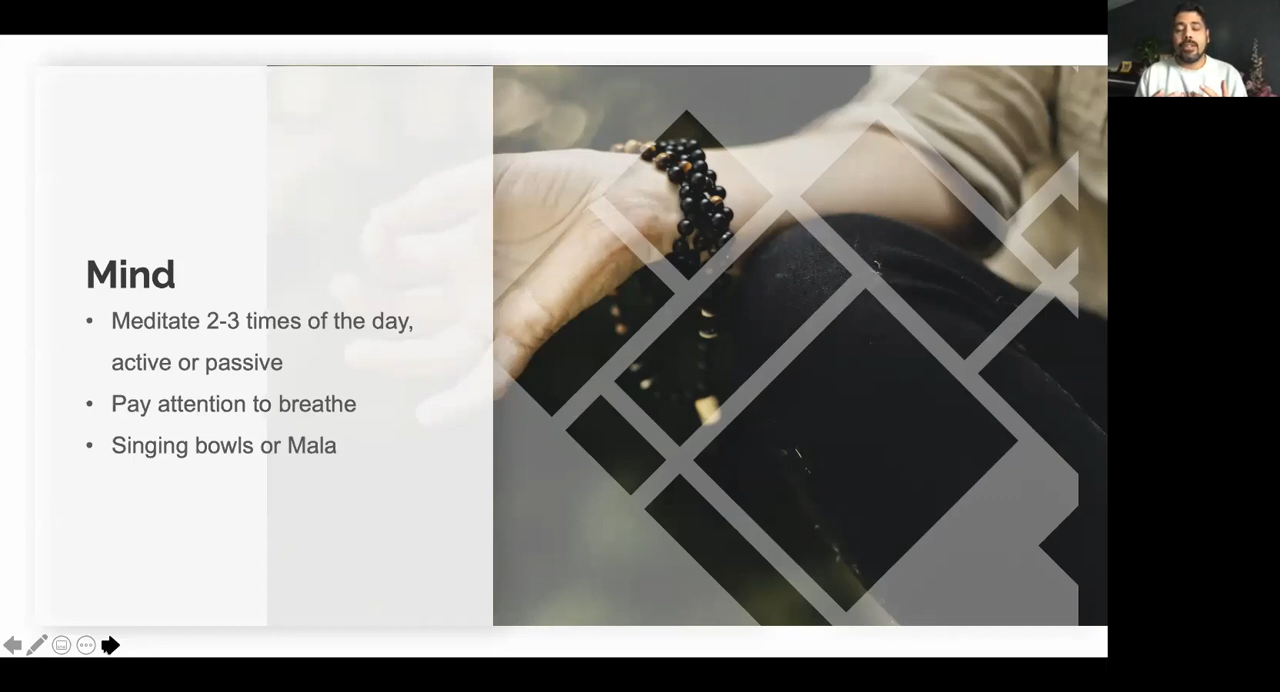 Mind
• Meditate 2-3 times of the day,
active or passive
• Pay attention to breathe
• Singing bowls or Mala